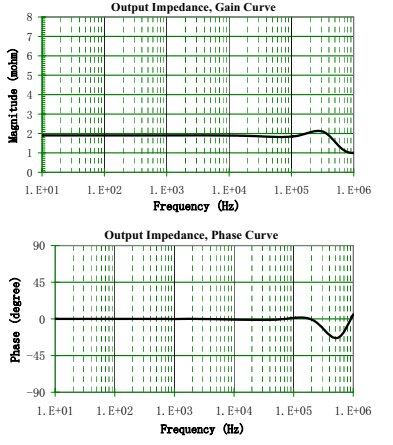 Output Impedance, Gain Curve
8
7
6
5
4
3
2
1
0
Magnitude (mohm)
1.E+01 1.E+02 1.E+03 1.E+04 1.E+05 1.E+06
Frequency (Hz)
Output Impedance, Phase Curve
90
45
0
-45
-90
Phase (degree)
1.E+01 1.E+02 1.E+03 1.E+04 1.E+05 1.E+06
Frequency (Hz)